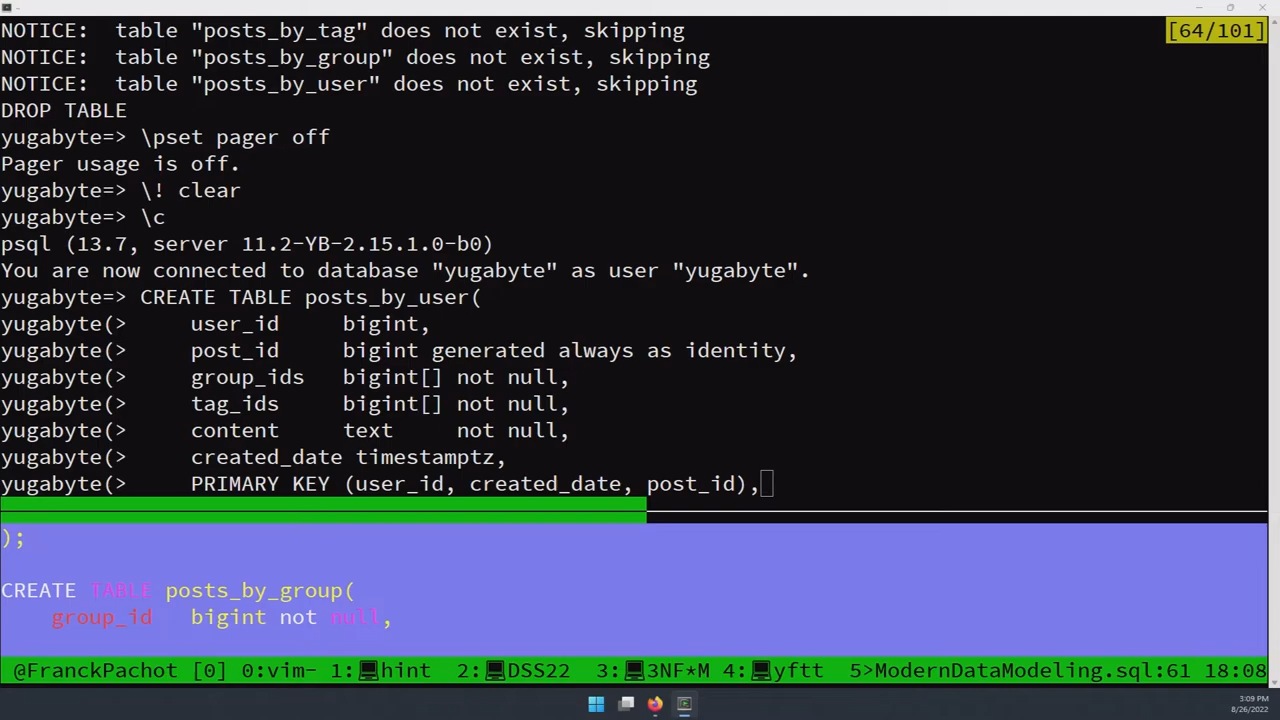 NOTICE:  table "posts_by_tag" does not exist, skipping
[64/101]
NOTICE:  table "posts_by_group" does not exist, skipping
NOTICE:  table "posts_by_user" does not exist, skipping
DROP TABLE
yugabyte=> \pset pager off
Pager usage is off.
yugabyte=> \! clear
yugabyte=> \c
psql (13.7, server 11.2-YB-2.15.1.0-b0)
You are now connected to database "yugabyte" as user "yugabyte".
yugabyte=> CREATE TABLE posts_by_user(
yugabyte(>     user_id     bigint,
yugabyte(>     post_id     bigint generated always as identity,
yugabyte(>     group_ids   bigint[] not null,
yugabyte(>     tag_ids     bigint[] not null,
yugabyte(>     content     text     not null,
yugabyte(>     created_date timestamptz,
yugabyte(>     PRIMARY KEY (user_id, created_date, post_id),
);
CREATE TABLE posts_by_group(
    group_id   bigint not null,
@FranckPachot [0] 0:vim- 1:💻hint  2:💻DSS22  3:💻3NF*M 4:💻yftt  5>ModernDataModeling.sql:61 18:08
3:09 PM
8/26/2022